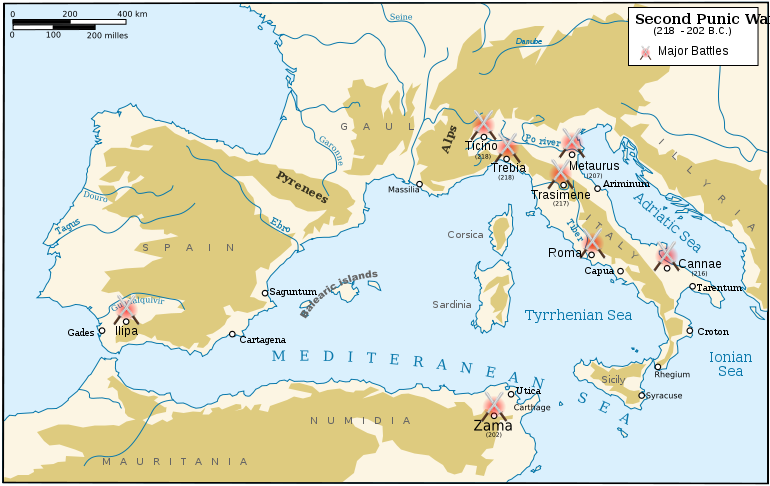 0 200 400 km
0 100 200 milles
Second Punic Wa
(218 - 202 B.C.)
Major Battles
Seine
Danube
GAUL
Alps
Garonne
Ticino
(218)
Trebia
(218)
Po river
Metaurus
(207)
Ariminum
Trasimene
(217)
Massilia
ILLYRIA
Adriatic Sea
ITALY
Tibe
Pyrenees
Douro
Tagus
Ebro
SPAIN
Corsica
Roma
Capua
Cannae
(216)
Tarentum
Saguntum
Balearic islands
Sardinia
Tyrrhenian Sea
Guadalquivir
Ilipa
Gades
Cartagena
Croton
Ionian
Sea
MEDITERANEAN SEA
Rhegium
Sicily
Syracuse
Utica
Carthage
Zama
(202)
NUMIDIA
MAURITANIA